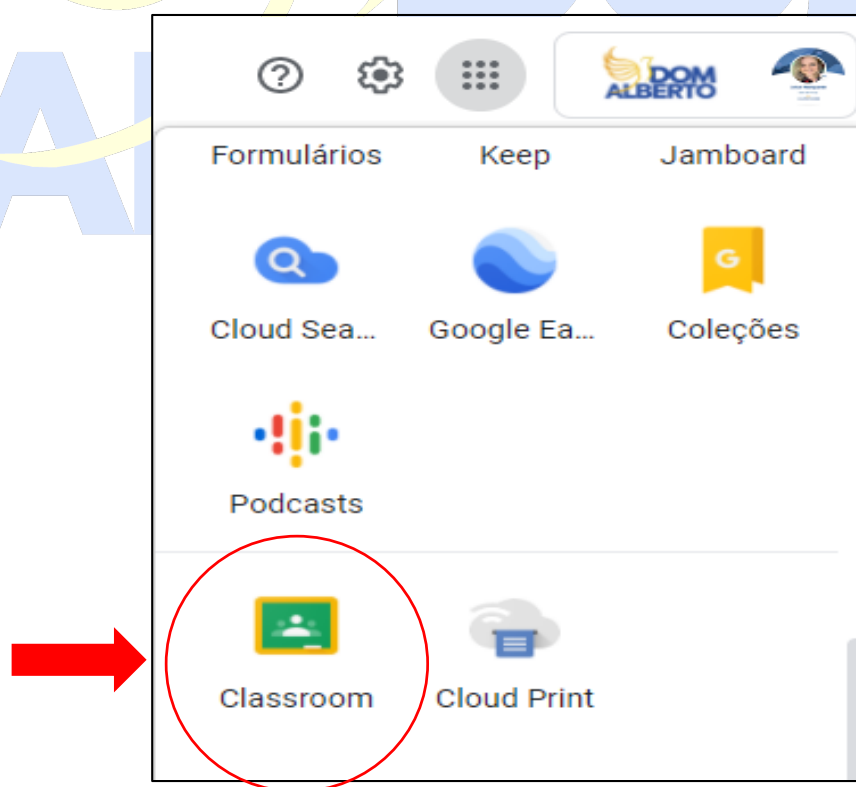 DOM
ALBERTO
Formulários Keep Jamboard
G
Cloud Sea... Google Ea... Coleções
Podcasts
Classroom Cloud Print